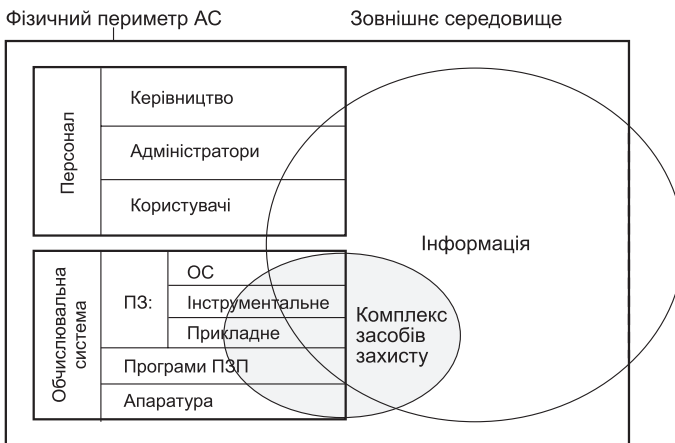 Фізичний периметр АС
Зовнішнє середовище
Персонал
Керівництво
Адміністратори
Користувачі
Інформація
Обчислювальна
система
ПЗ:
ОС
Інструментальне
Прикладне
Програми ПЗП
Апаратура
Комплекс
засобів
захисту